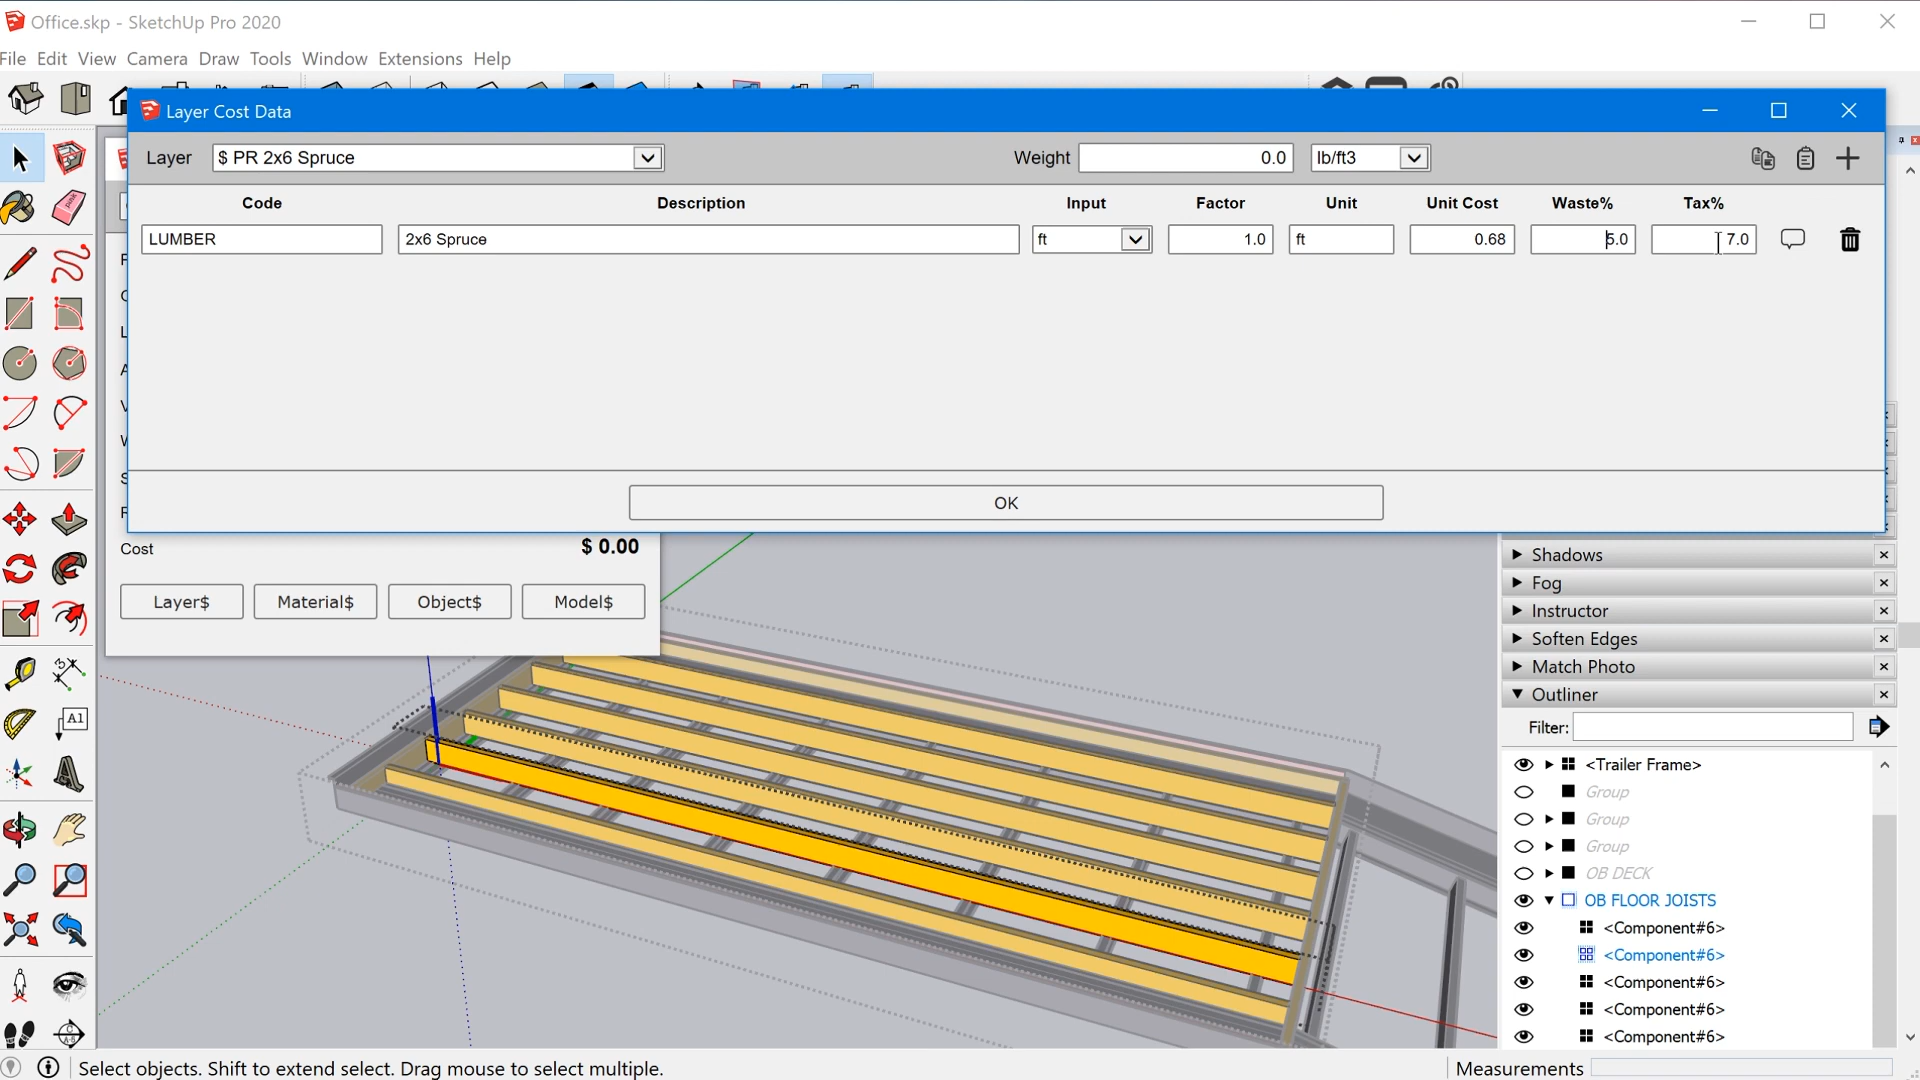 Office.skp - SketchUp Pro 2020
File Edit View Camera Draw Tools Window Extensions Help
Layer Cost Data
Layer $ PR 2x6 Spruce Weight 0.0 lb/ft3
Code Description Input Factor Unit Unit Cost Waste% Tax%
LUMBER 2x6 Spruce ft 1.0 ft 0.68 5.0 7.0
OK
Cost $ 0.00
Layer$ Material$ Object$ Model$
Shadows
Fog
Instructor
Soften Edges
Match Photo
Outliner
Filter:
<Trailer Frame>
Group
Group
Group
OB DECK
OB FLOOR JOISTS
<Component#6>
<Component#6>
<Component#6>
<Component#6>
<Component#6>
Select objects. Shift to extend select. Drag mouse to select multiple.
Measurements